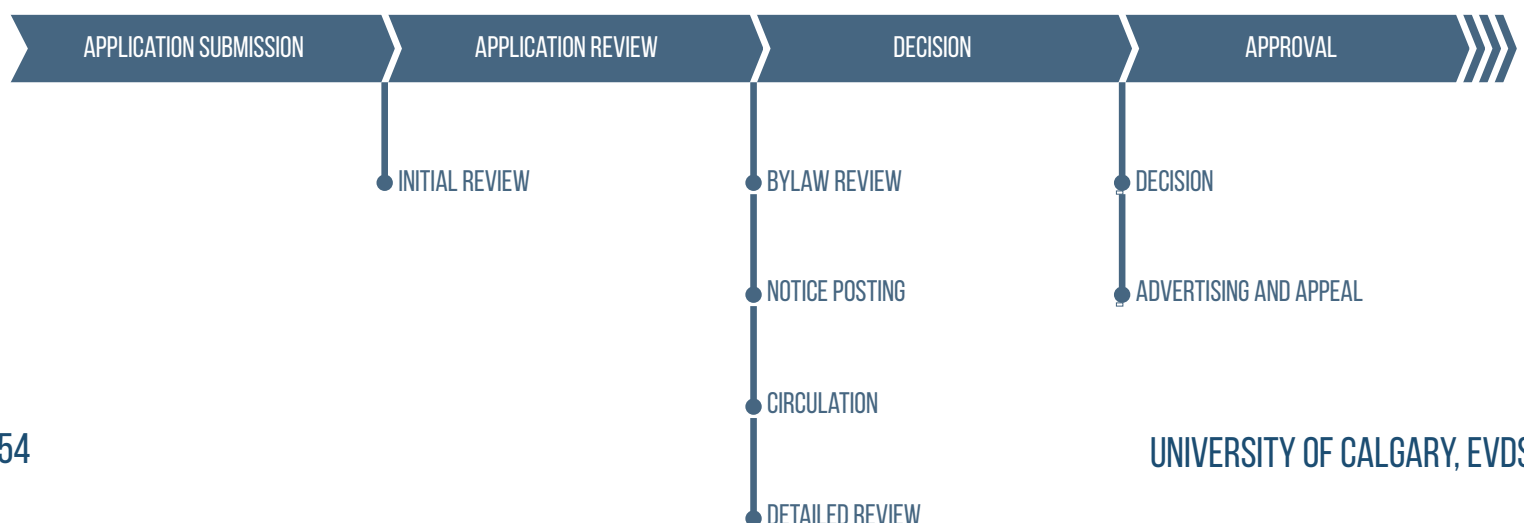 APPLICATION SUBMISSION APPLICATION REVIEW DECISION APPROVAL
INITIAL REVIEW BYLAW REVIEW DECISION
NOTICE POSTING ADVERTISING AND APPEAL
CIRCULATION
54 UNIVERSITY OF CALGARY, EVDS
DETAILED REVIEW